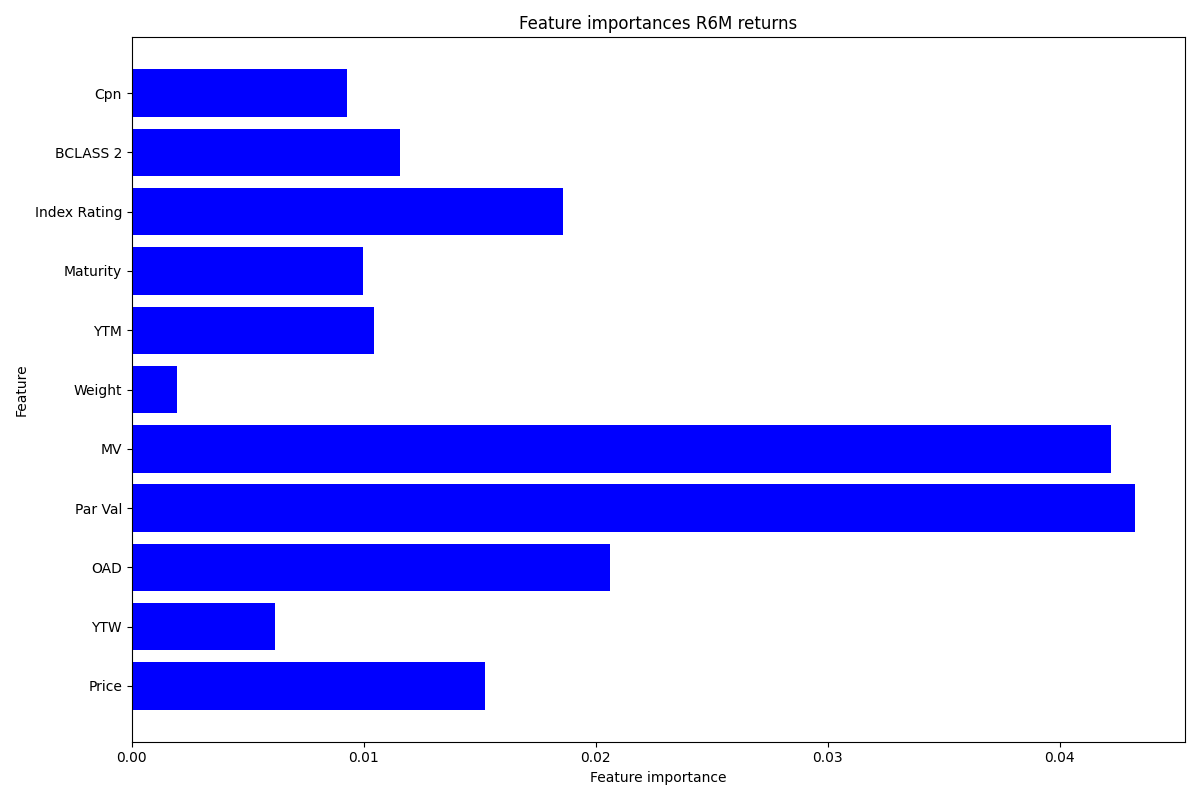 Feature importances R6M returns
Cpn
BCLASS 2
Index Rating
Maturity
YTM
Weight
MV
Par Val
OAD
YTW
Price
Feature
0.00
0.01
0.02
0.03
0.04
Feature importance